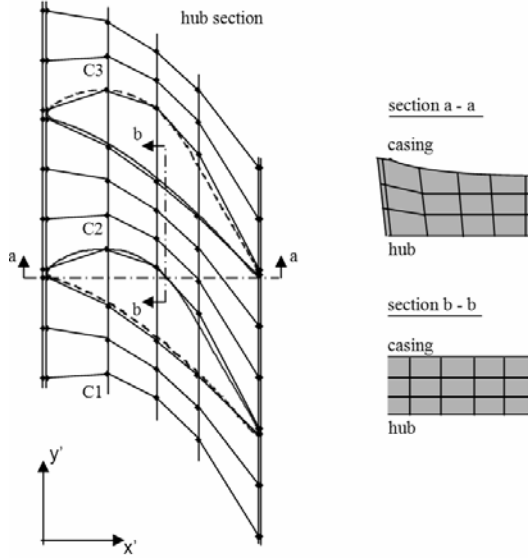 hub section
C3
b
section a - a
casing
C2
a
a
hub
b
section b - b
casing
C1
hub
y'
x'